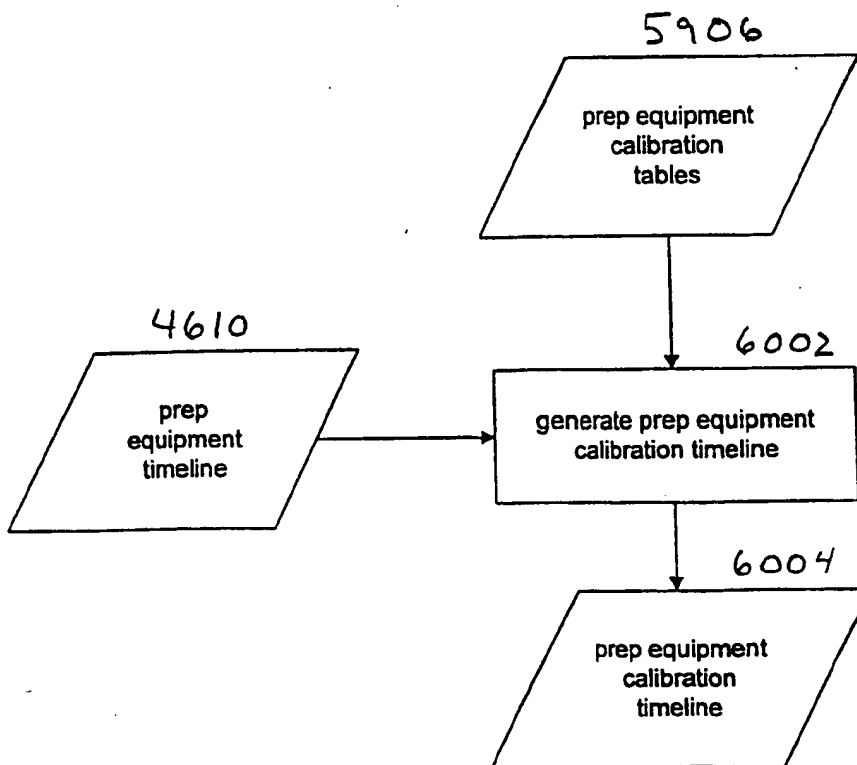 5906
prep equipment
calibration
tables
4610
prep
equipment
timeline
6002
generate prep equipment
calibration timeline
6004
prep equipment
calibration
timeline